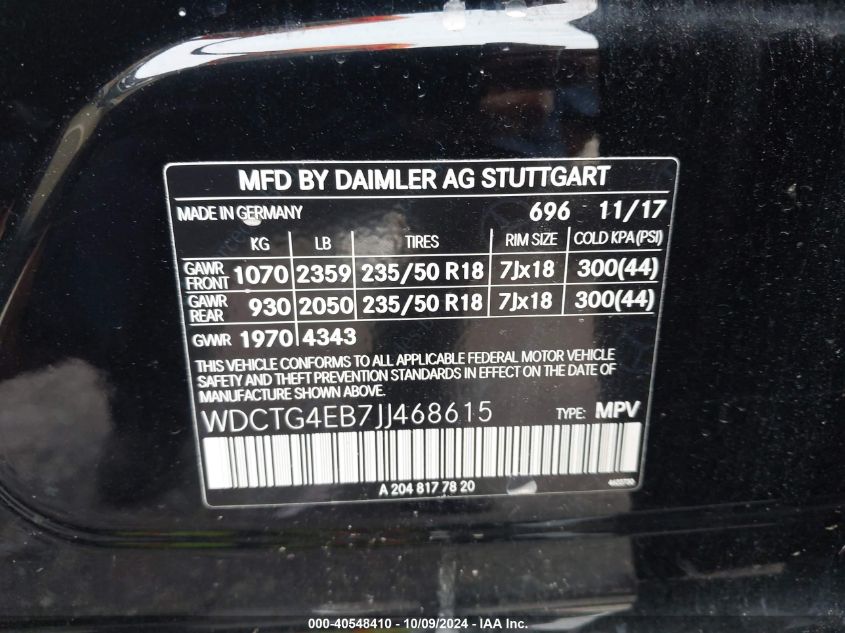 MFD BY DAIMLER AG STUTTGART
MADE IN GERMANY 696 11/17
KG LB TIRES RIM SIZE COLD KPA(PSI)
GAWR FRONT 1070 2359 235/50 R18 7Jx18 300(44)
GAWR REAR 930 2050 235/50 R18 7Jx18 300(44)
GVWR 1970 4343
THIS VEHICLE CONFORMS TO ALL APPLICABLE FEDERAL MOTOR VEHICLE
SAFETY AND THEFT PREVENTION STANDARDS IN EFFECT ON THE DATE OF
MANUFACTURE SHOWN ABOVE.
WDCTG4EB7JJ468615 TYPE: MPV
A 204 817 78 20
000-40548410 - 10/09/2024 - IAA Inc.